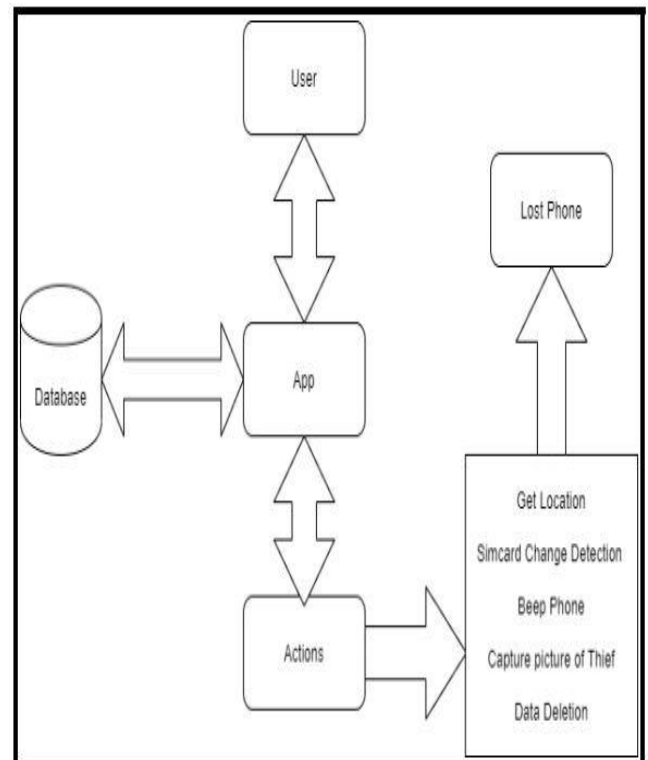 User
Lost Phone
Database
App
Get Location
Simcard Change Detection
Beep Phone
Capture picture of Thief
Data Deletion
Actions